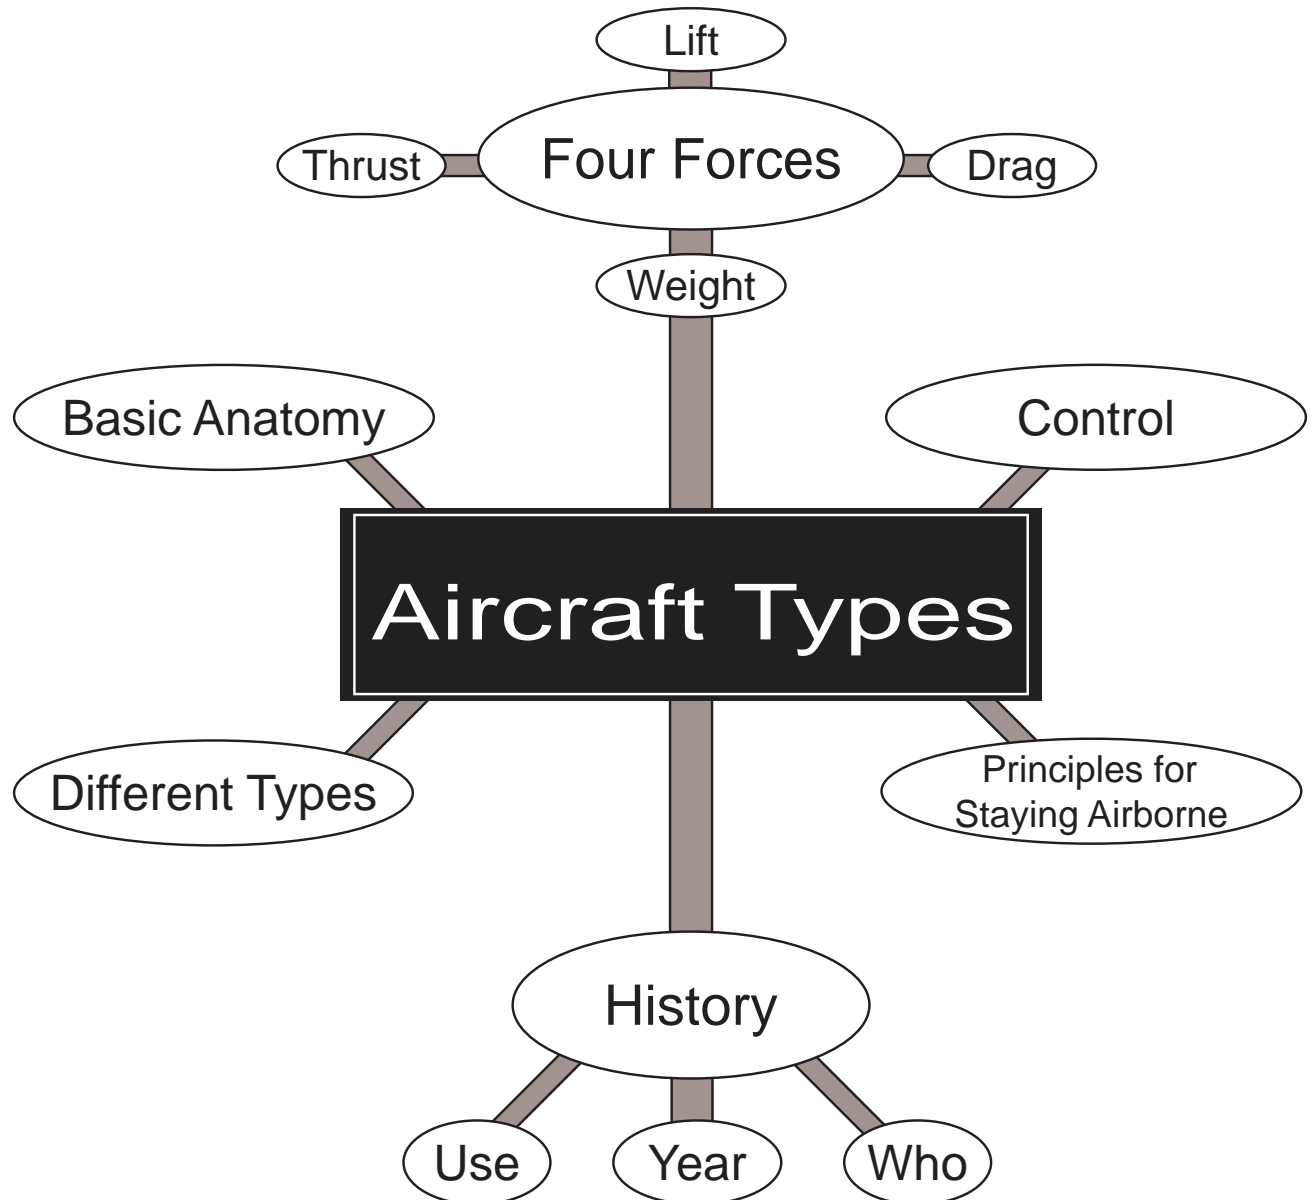 Lift
Four Forces
Thrust
Drag
Weight
Basic Anatomy
Control
Aircraft Types
Different Types
Principles for
Staying Airborne
History
Use
Year
Who